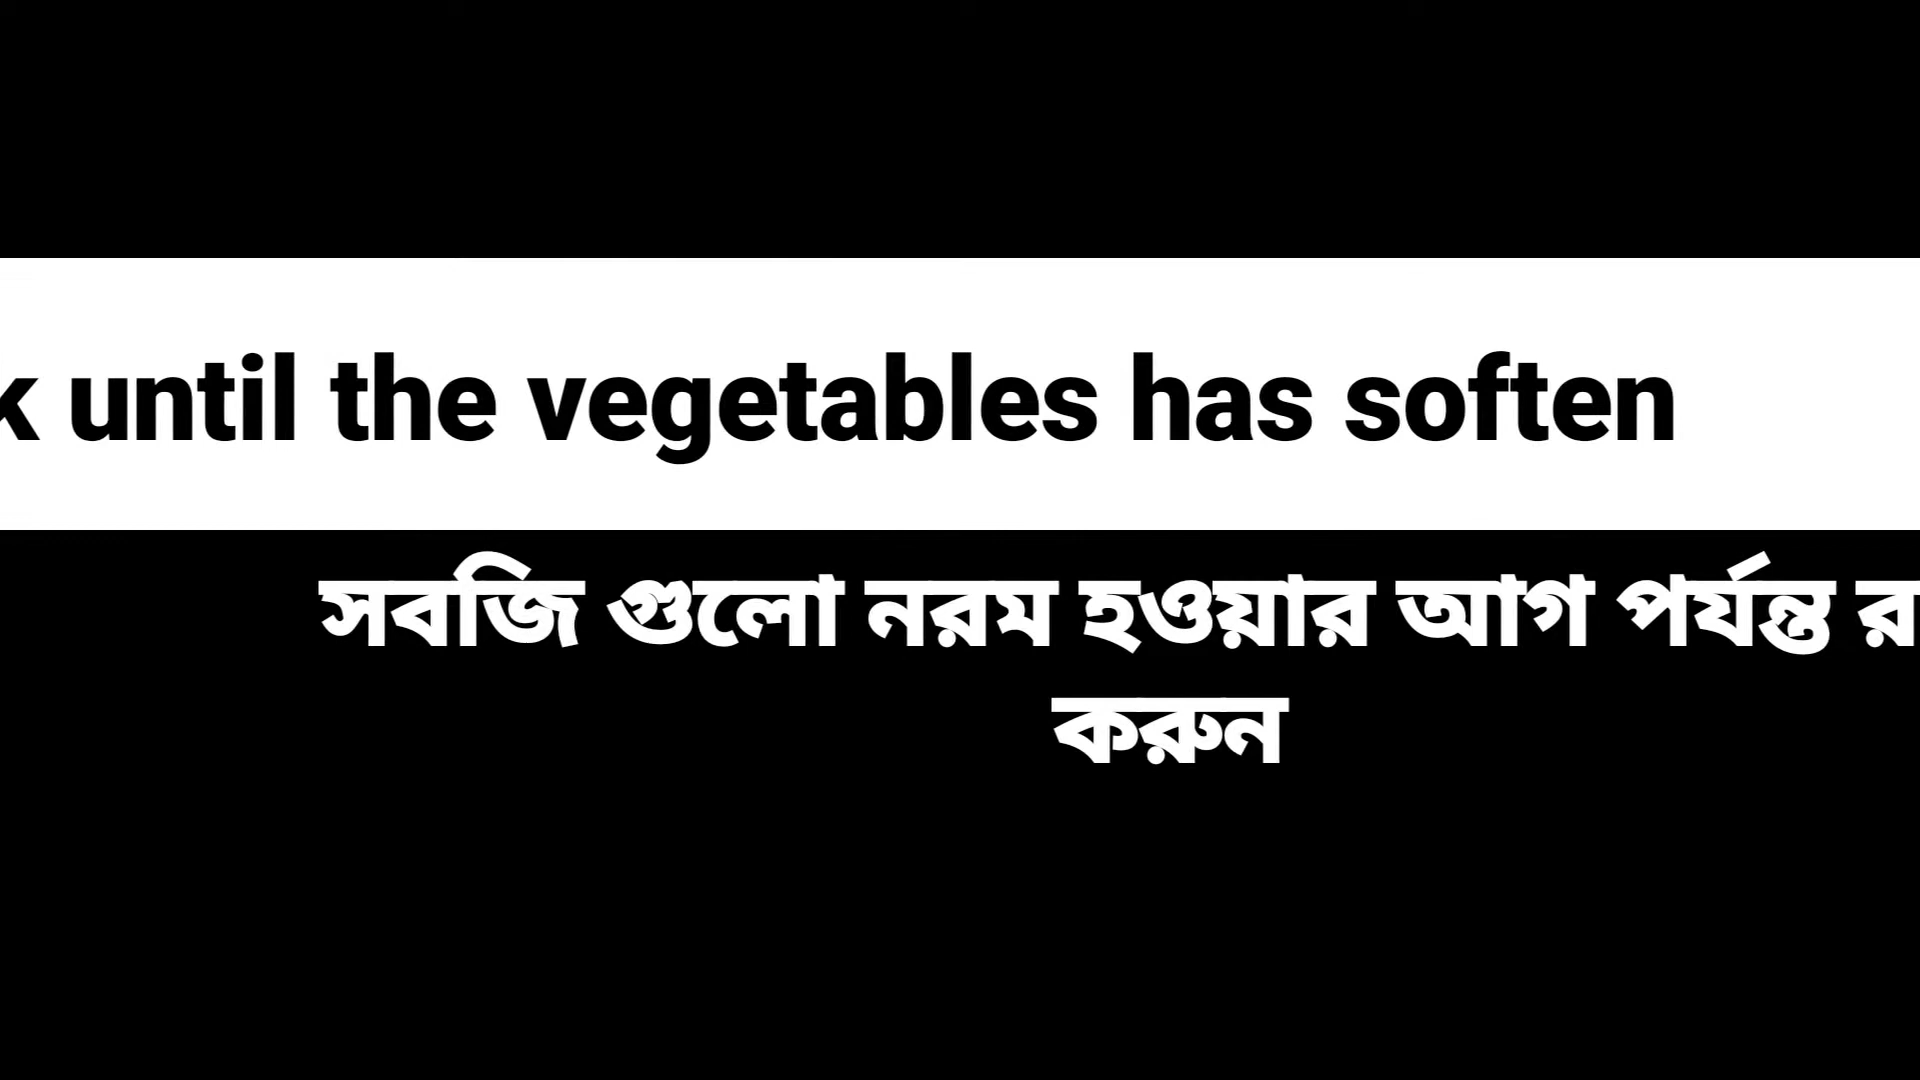 until the vegetables has soften
সবজি গুলো নরম হওয়ার আগ পর্যন্ত
করুন